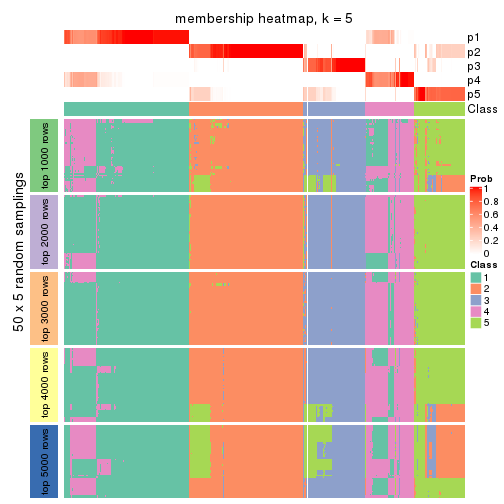 membership heatmap, k = 5
p1
p2
p3
p4
p5
Class
50 x 5 random samplings
top 1000 rows
top 2000 rows
top 3000 rows
top 4000 rows
top 5000 rows
Prob
1
0.8
0.6
0.4
0.2
0
Class
1
2
3
4
5